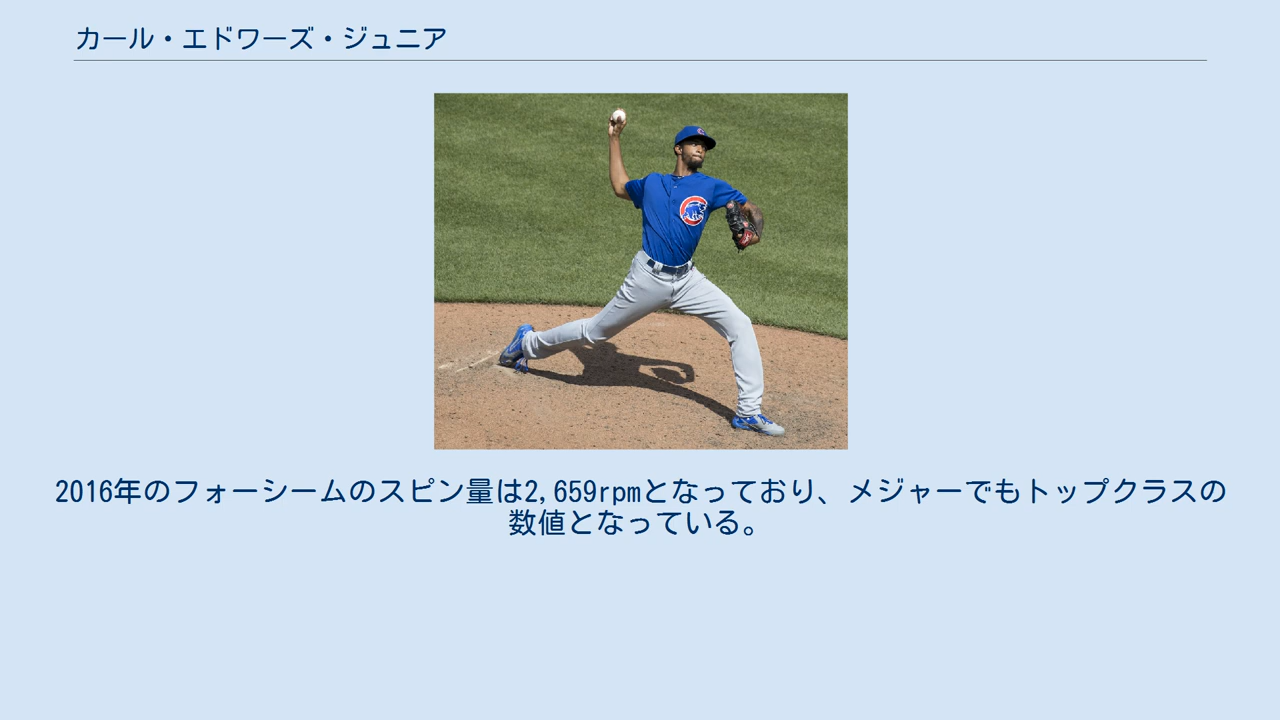 カール・エドワーズ・ジュニア
2016年のフォーシームのスピン量は2,659rpmとなっており、メジャーでもトップクラスの
数値となっている。